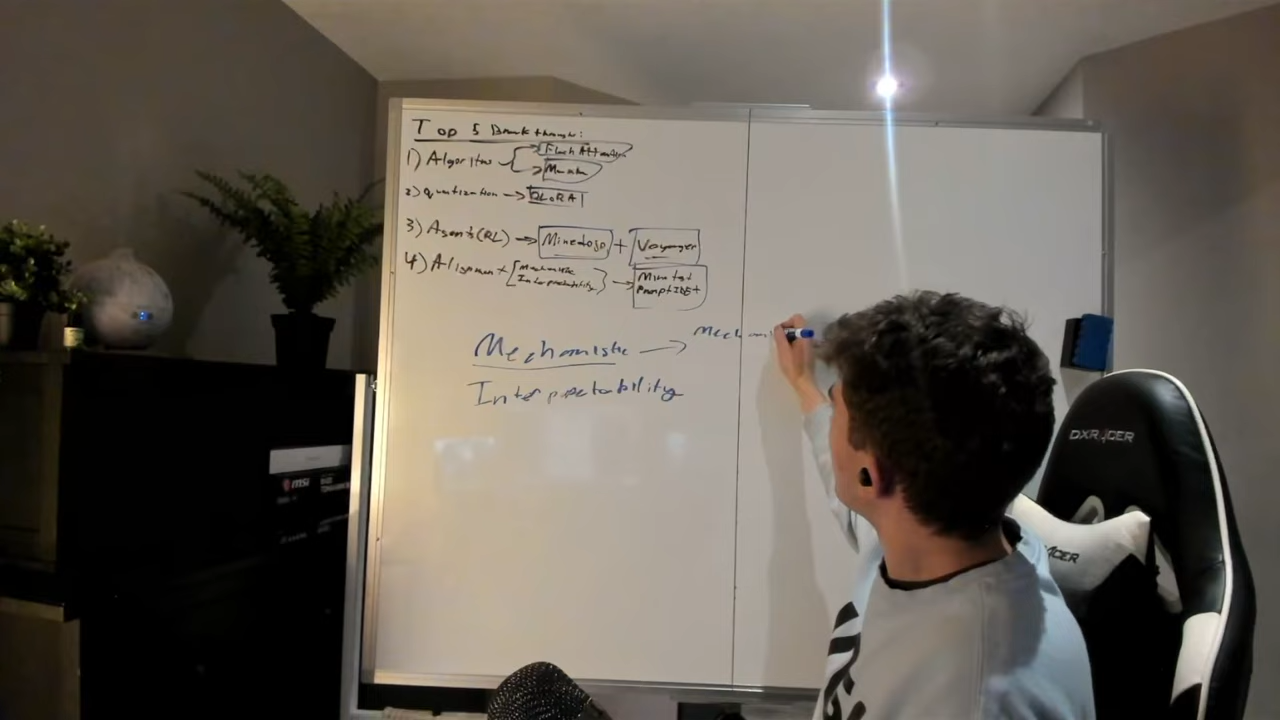 Top 5 Breakthroughs:
1) Algorithms → Flash Attention
→ Mamba
2) quantization → QLORA
3) Agents (RL) → Minedojo + Voyager
4) Alignment + [Mechanistic Interpretability] →
PromptIDE+
Mechanistic → Mechani
Interpretability
msi
DXRACER